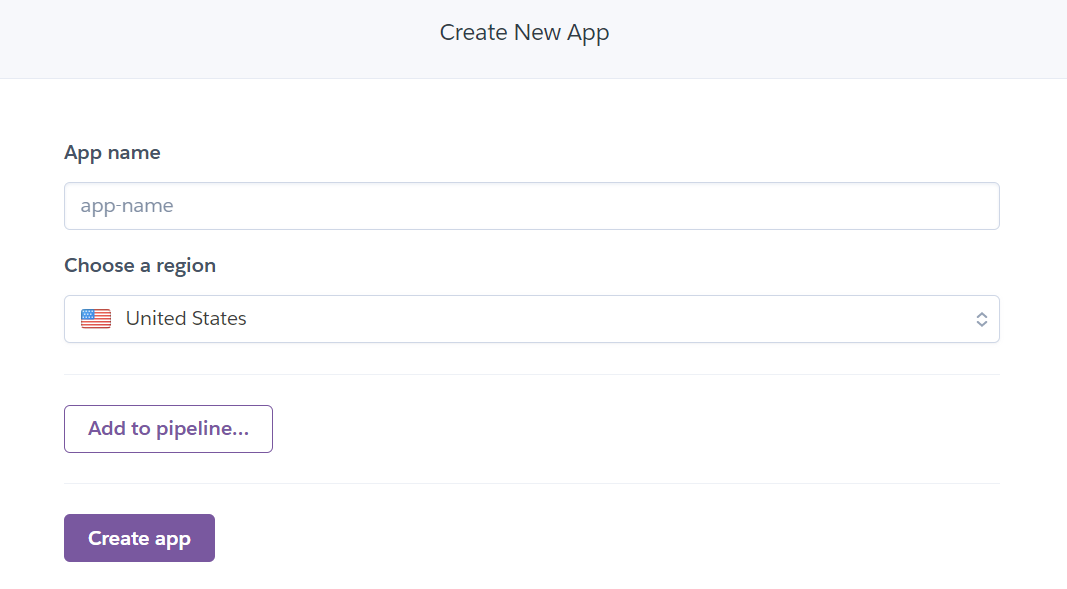 Create New App
App name
app-name
Choose a region
United States
Add to pipeline...
Create app